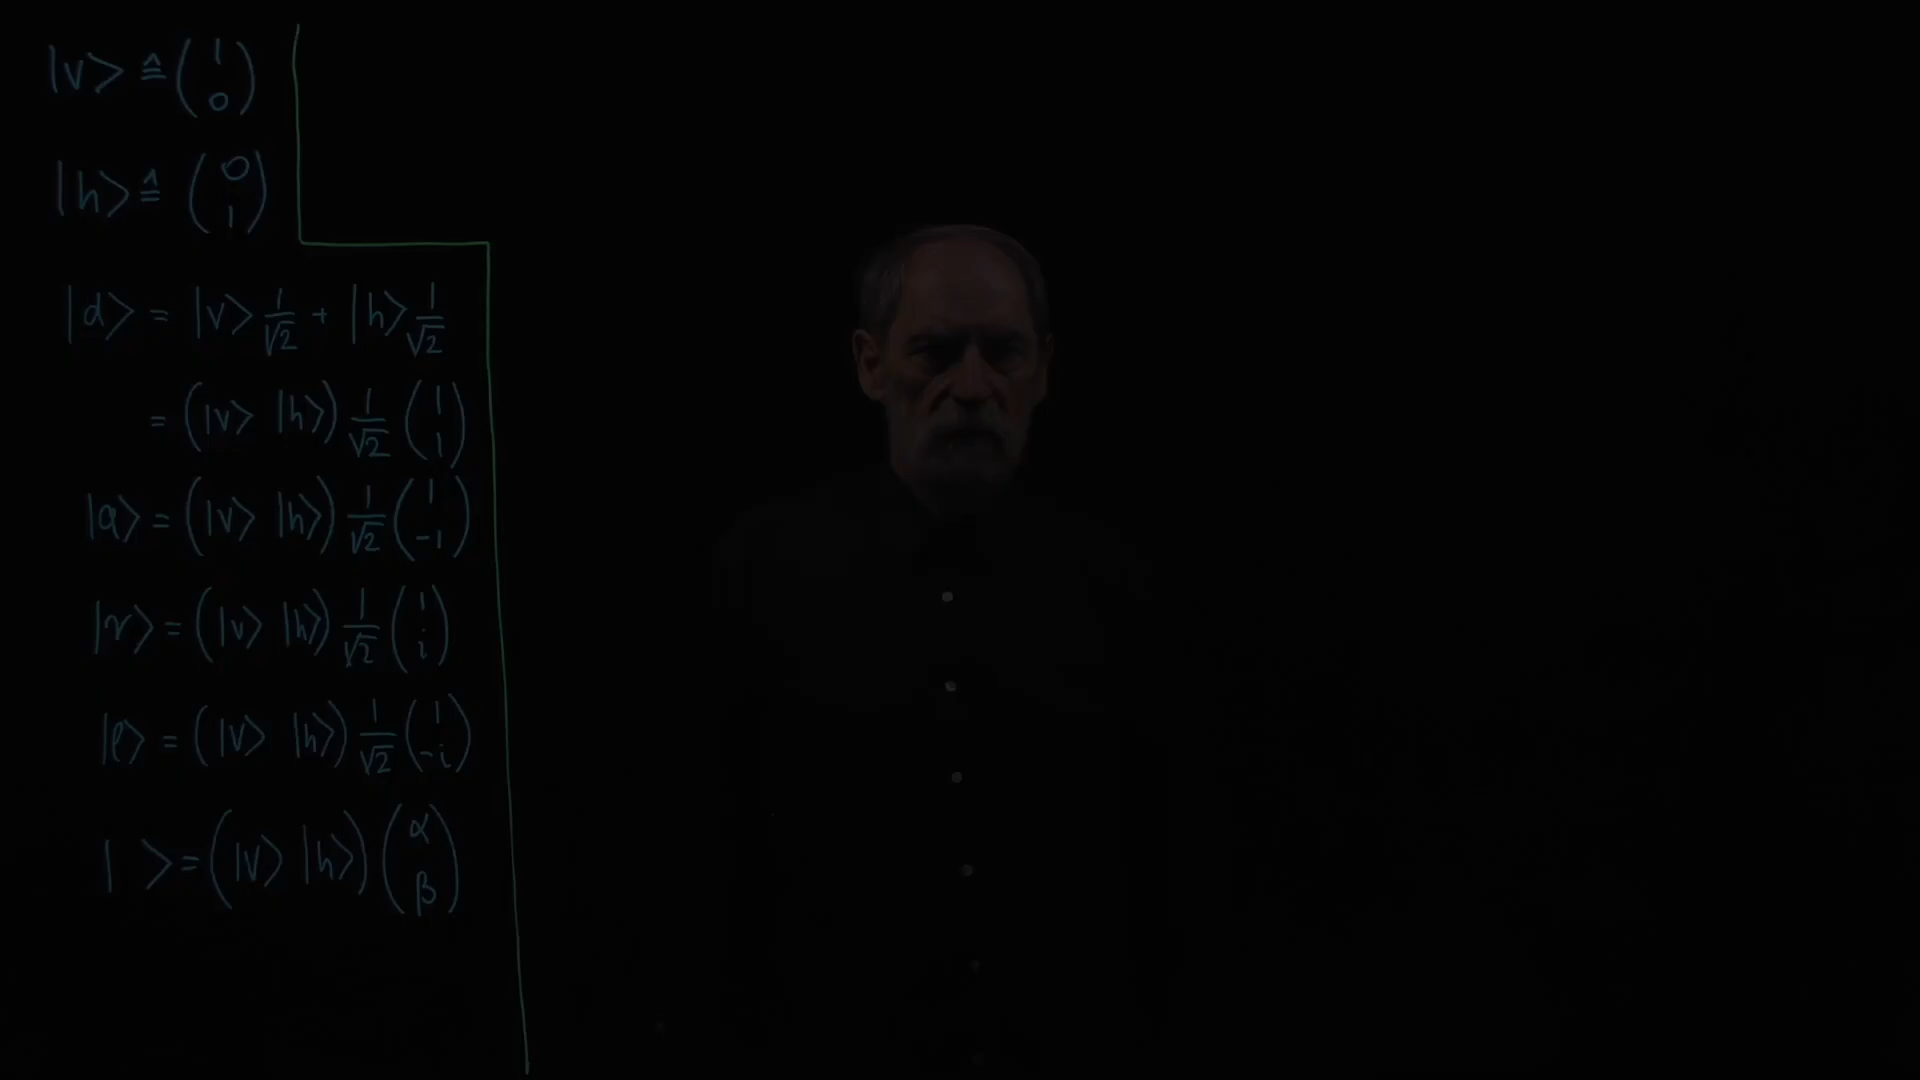 |v> ≙ (1 0)
|h> ≙ (0 1)
|d> = |v> 1/√2 + |h> 1/√2
= (|v> |h>) 1/√2 (1 1)
|a> = (|v> |h>) 1/√2 (1 -1)
|r> = (|v> |h>) 1/√2 (1 i)
|ℓ> = (|v> |h>) 1/√2 (1 -i)
| > = (|v> |h>) (α β)